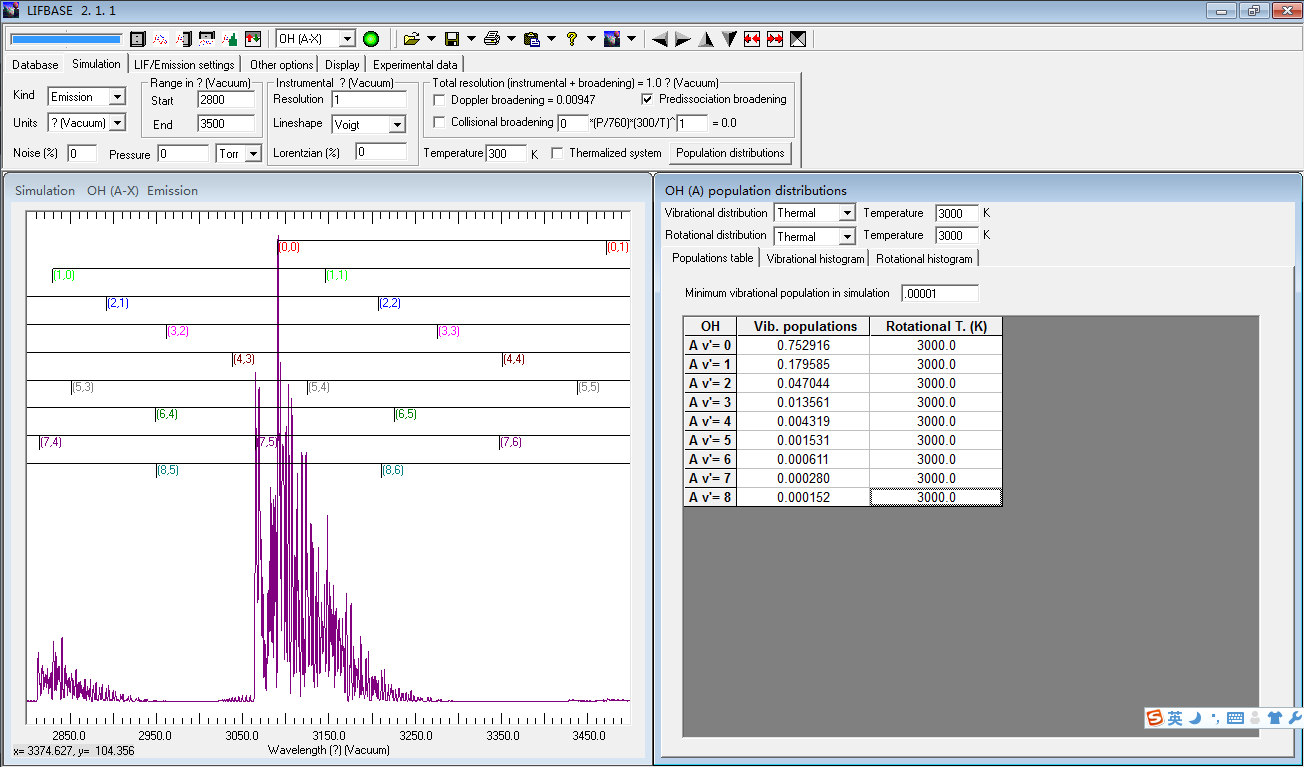 LIFBASE 2. 1. 1
OH (A-X)
Database Simulation LIF/Emission settings Other options Display Experimental data
Kind Emission
Units ? (Vacuum)
Noise (%) 0 Pressure 0 Torr
Range in ? (Vacuum)
Start 2800
End 3500
Instrumental ? (Vacuum)
Resolution 1
Lineshape Voigt
Lorentzian (%) 0
Total resolution (instrumental + broadening) = 1.0 ? (Vacuum)
Doppler broadening = 0.00947 Predissociation broadening
Collisional broadening 0 *(P/760)*(300/T)^ 1 = 0.0
Temperature 300 K Thermalized system Population distributions
Simulation OH (A-X) Emission
(0,0) (0,1)
(1,0) (1,1)
(2,1) (2,2)
(3,2) (3,3)
(4,3) (4,4)
(5,3) (5,4) (5,5)
(6,4) (6,5)
(7,4) (7,5) (7,6)
(8,5) (8,6)
2850.0 2950.0 3050.0 3150.0 3250.0 3350.0 3450.0
Wavelength (?) (Vacuum)
x= 3374.627, y= 104.356
OH (A) population distributions
Vibrational distribution Thermal Temperature 3000 K
Rotational distribution Thermal Temperature 3000 K
Populations table Vibrational histogram Rotational histogram
Minimum vibrational population in simulation .00001
OH Vib. populations Rotational T. (K)
A v'= 0 0.752916 3000.0
A v'= 1 0.179585 3000.0
A v'= 2 0.047044 3000.0
A v'= 3 0.013561 3000.0
A v'= 4 0.004319 3000.0
A v'= 5 0.001531 3000.0
A v'= 6 0.000611 3000.0
A v'= 7 0.000280 3000.0
A v'= 8 0.000152 3000.0
英